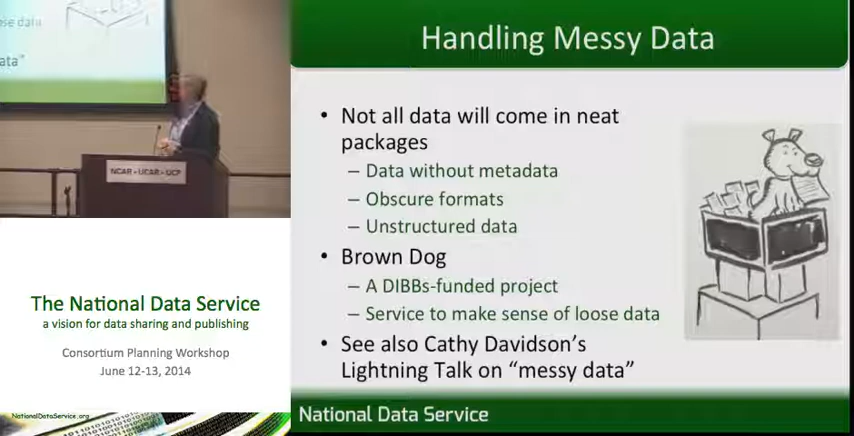 ose data
ata"
NCAR • UCAR • UCP
The National Data Service
a vision for data sharing and publishing
Consortium Planning Workshop
June 12-13, 2014
NationalDataService.org
Handling Messy Data
• Not all data will come in neat
packages
– Data without metadata
– Obscure formats
– Unstructured data
• Brown Dog
– A DIBBs-funded project
– Service to make sense of loose data
• See also Cathy Davidson's
Lightning Talk on "messy data"
National Data Service